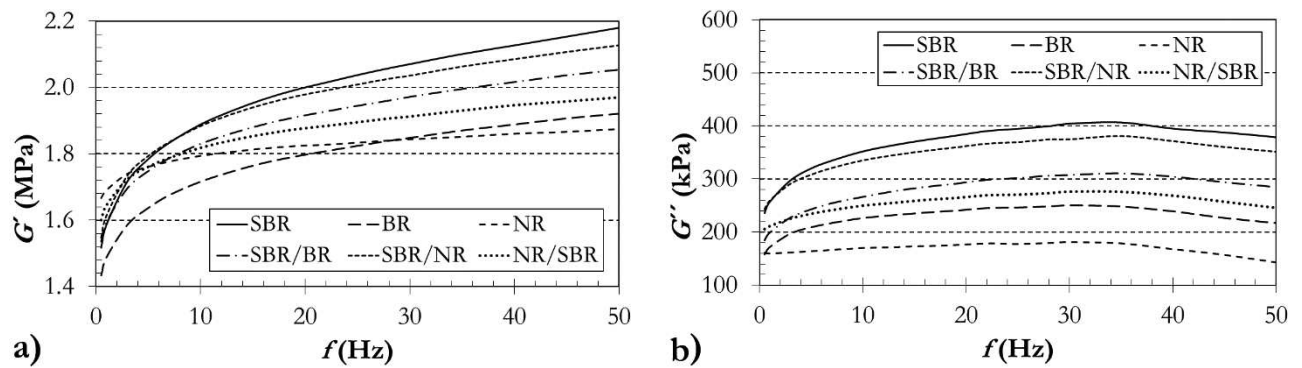 2.2
2.0
1.8
1.6
1.4
G′ (MPa)
SBR BR NR
SBR/BR SBR/NR NR/SBR
0 10 20 30 40 50
a) f (Hz)
600
500
400
300
200
100
G′′ (kPa)
SBR BR NR
SBR/BR SBR/NR NR/SBR
0 10 20 30 40 50
b) f (Hz)